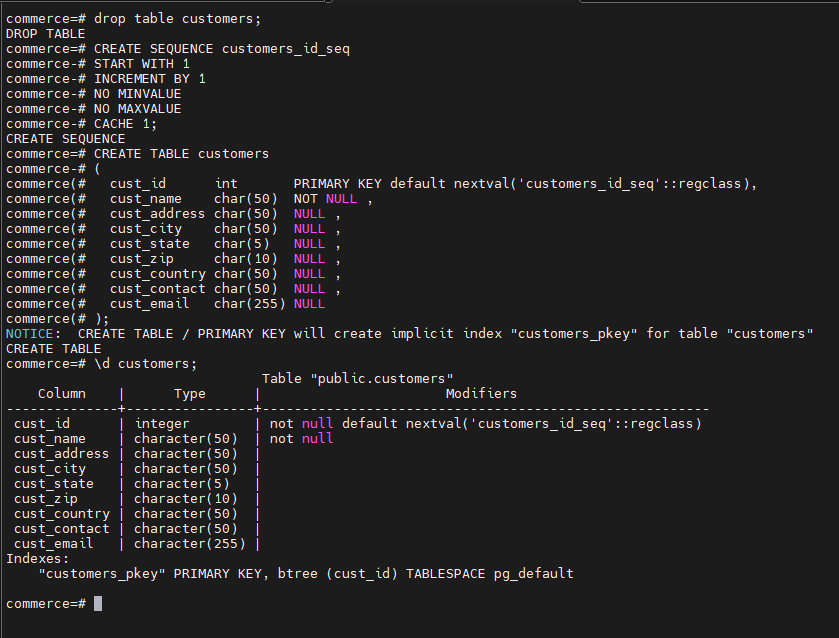 commerce=# drop table customers;
DROP TABLE
commerce=# CREATE SEQUENCE customers_id_seq
commerce-# START WITH 1
commerce-# INCREMENT BY 1
commerce-# NO MINVALUE
commerce-# NO MAXVALUE
commerce-# CACHE 1;
CREATE SEQUENCE
commerce=# CREATE TABLE customers
commerce-# (
commerce(#   cust_id      int       PRIMARY KEY default nextval('customers_id_seq'::regclass),
commerce(#   cust_name    char(50)  NOT NULL ,
commerce(#   cust_address char(50)  NULL ,
commerce(#   cust_city    char(50)  NULL ,
commerce(#   cust_state   char(5)   NULL ,
commerce(#   cust_zip     char(10)  NULL ,
commerce(#   cust_country char(50)  NULL ,
commerce(#   cust_contact char(50)  NULL ,
commerce(#   cust_email   char(255) NULL
commerce(# );
NOTICE:  CREATE TABLE / PRIMARY KEY will create implicit index "customers_pkey" for table "customers"
CREATE TABLE
commerce=# \d customers;
                                Table "public.customers"
    Column    |      Type      |                       Modifiers
--------------+----------------+--------------------------------------------------------
 cust_id      | integer        | not null default nextval('customers_id_seq'::regclass)
 cust_name    | character(50)  | not null
 cust_address | character(50)  |
 cust_city    | character(50)  |
 cust_state   | character(5)   |
 cust_zip     | character(10)  |
 cust_country | character(50)  |
 cust_contact | character(50)  |
 cust_email   | character(255) |
Indexes:
    "customers_pkey" PRIMARY KEY, btree (cust_id) TABLESPACE pg_default
commerce=#